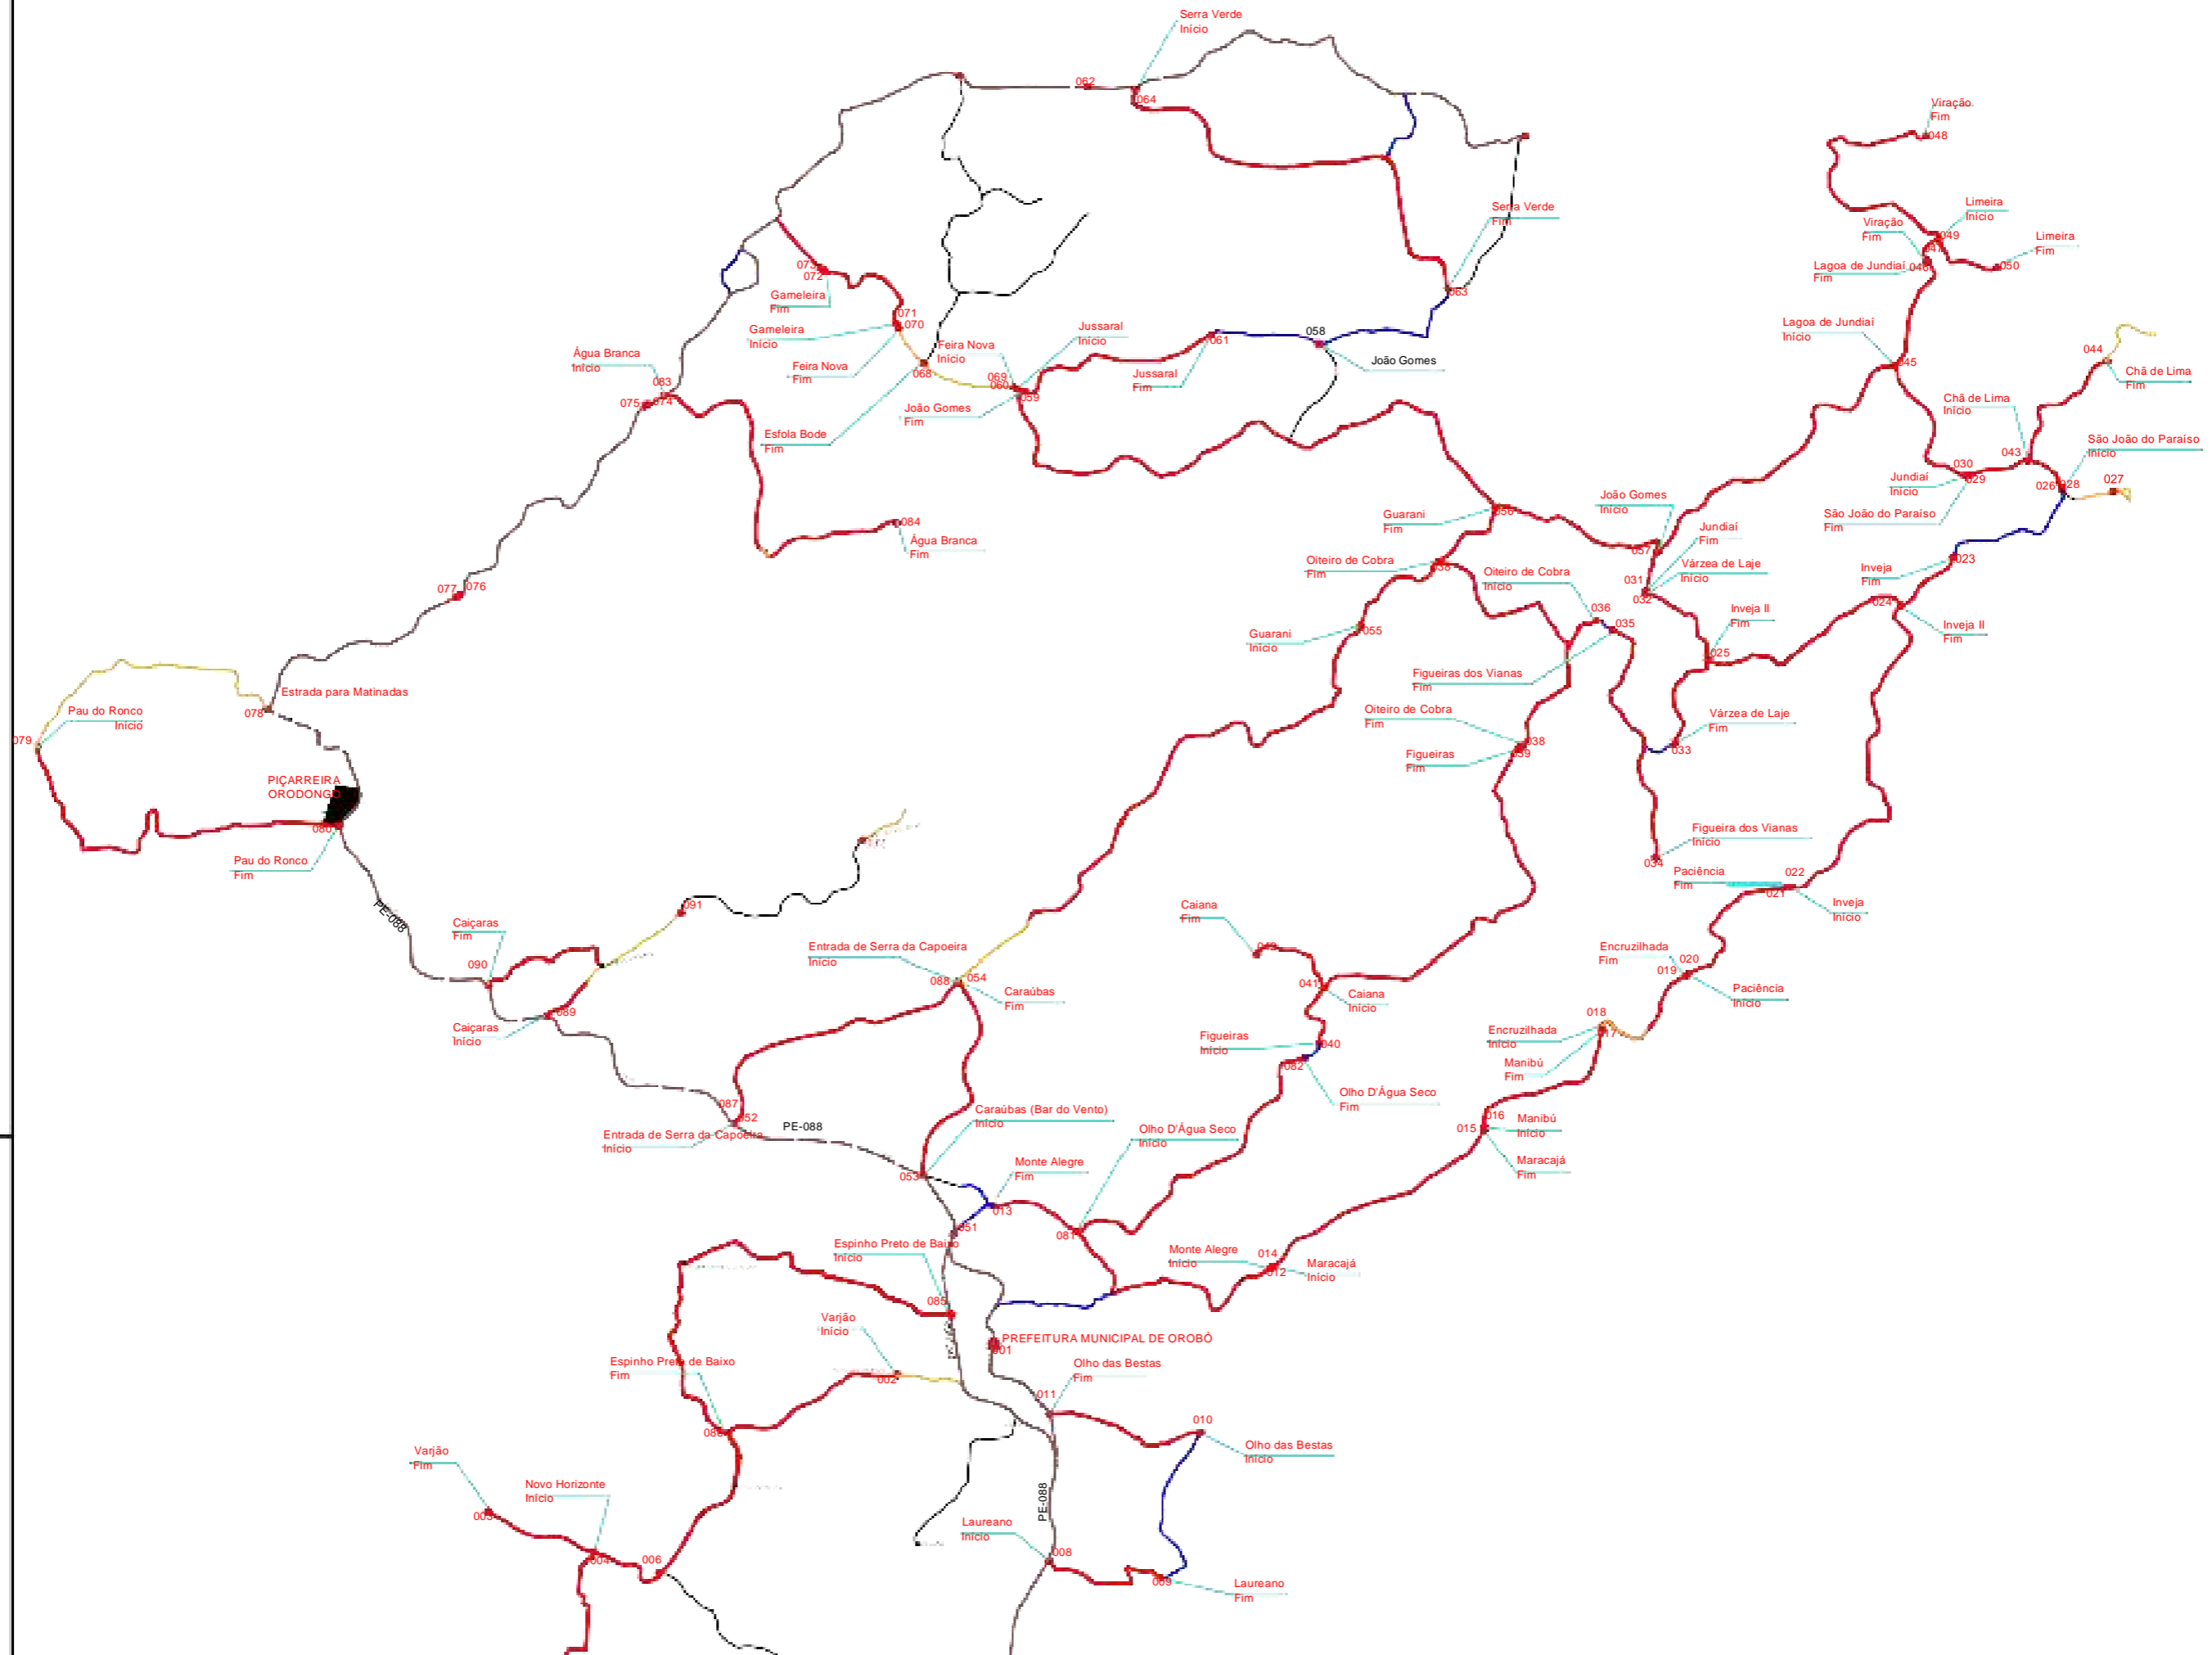 Serra Verde
Início
062
064
Viração
Fim
048
Serra Verde
Fim
063
Limeira
Início
Viração
Fim
049
047
Limeira
Fim
Lagoa de Jundiaí
Fim
046
050
073
072
Gameleira
Fim
071
070
Gameleira
Início
Feira Nova
Início
Feira Nova
Fim
068
069
060
059
Jussaral
Início
Jussaral
Fim
061
058
João Gomes
João Gomes
Fim
Esfola Bode
Fim
Água Branca
Início
083
075
074
084
Água Branca
Fim
Lagoa de Jundiaí
Início
045
044
Chã de Lima
Fim
Chã de Lima
Início
São João do Paraíso
Início
043
030
029
Jundiaí
Início
026
028
027
São João do Paraíso
Fim
João Gomes
Início
Guarani
Fim
056
057
Jundiaí
Fim
Várzea de Laje
Início
031
032
Inveja
Fim
023
024
Inveja II
Fim
Inveja II
Fim
025
Oiteiro de Cobra
Fim
Oiteiro de Cobra
Início
036
035
Guarani
Início
055
077
076
Figueiras dos Vianas
Fim
Oiteiro de Cobra
Fim
038
039
Figueiras
Fim
Várzea de Laje
Fim
033
Estrada para Matinadas
078
Pau do Ronco
Início
079
PIÇARREIRA
ORODONGO
080
Pau do Ronco
Fim
PE-088
Figueira dos Vianas
Início
034
Paciência
Fim
022
021
Inveja
Início
091
Caiçaras
Fim
090
089
Caiçaras
Início
Entrada de Serra da Capoeira
Início
088
054
Caraúbas
Fim
Caiana
Fim
041
Caiana
Início
Encruzilhada
Fim
020
019
Paciência
Início
018
017
Encruzilhada
Início
Manibú
Fim
Figueiras
Início
040
082
Olho D'Água Seco
Fim
087
052
Entrada de Serra da Capoeira
Início
PE-088
Caraúbas (Bar do Vento)
Início
053
Olho D'Água Seco
Início
016
015
Manibú
Início
Maracajá
Fim
Monte Alegre
Fim
013
051
081
Monte Alegre
Início
014
012
Maracajá
Início
Espinho Preto de Baixo
Início
085
Varjão
Início
002
PREFEITURA MUNICIPAL DE OROBÓ
001
Espinho Preto de Baixo
Fim
086
Olho das Bestas
Fim
011
010
Olho das Bestas
Início
Varjão
Fim
Novo Horizonte
Início
004
006
PE-088
Laureano
Início
008
009
Laureano
Fim